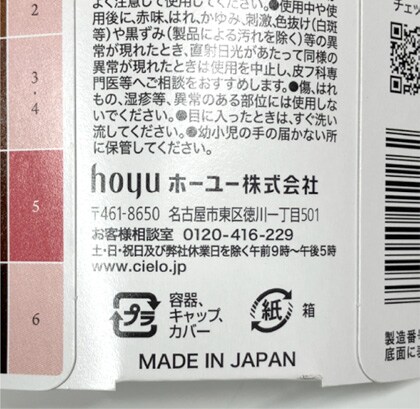 よく注意して使用してください。●使用中や使
用後に、赤味、はれ、かゆみ、刺激、色抜け(白斑
等)や黒ずみ(製品による汚れを除く)等の異
常が現れたとき、直射日光があたって同様の
異常が現れたときは使用を中止し、皮フ科専
門医等へご相談をおすすめします。●傷、はれ
もの、湿疹等、異常のある部位には使用しな
いでください。●目に入ったときは、すぐに洗い
流してください。●幼小児の手の届かない所
に保管してください。
hoyu ホーユー株式会社
〒461-8650 名古屋市東区徳川一丁目501
お客様相談室 0120-416-229
土・日・祝日及び弊社休業日を除く午前9時〜午後5時
www.cielo.jp
プラ
容器、
キャップ、
カバー
紙 箱
MADE IN JAPAN
2
3・4
5
6
チェッ
製造番号
底面に